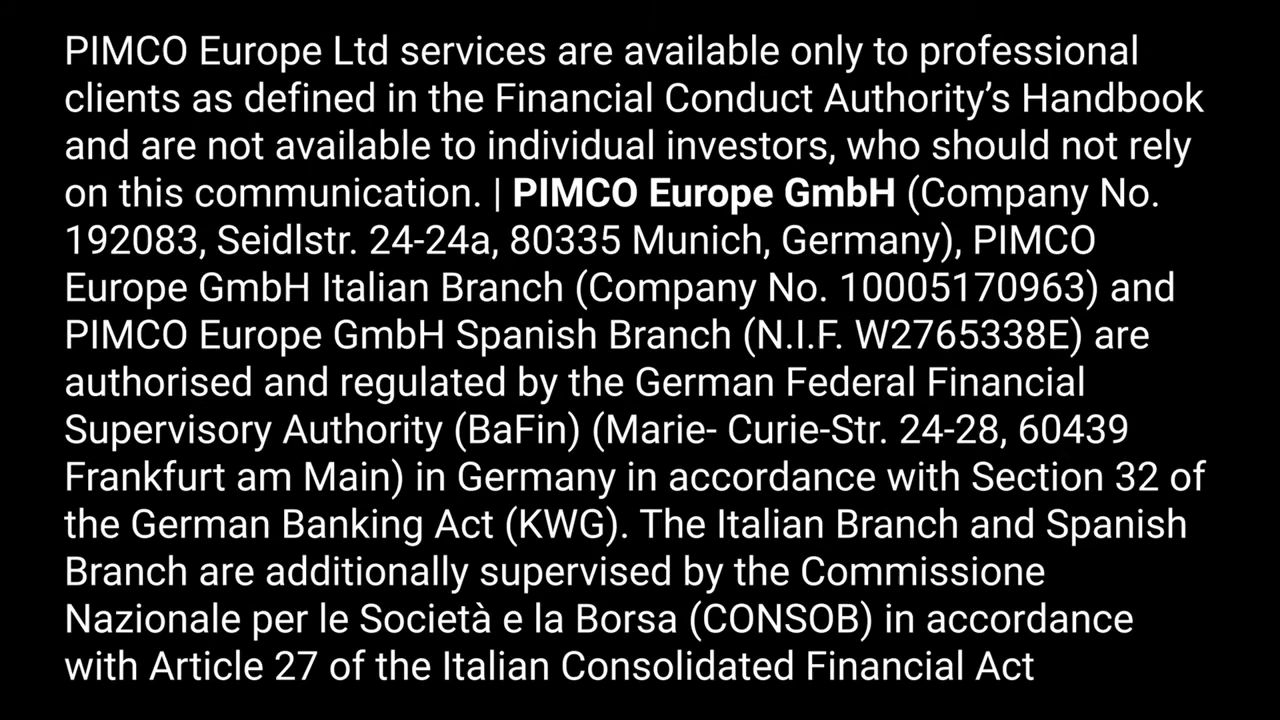 PIMCO Europe Ltd services are available only to professional
clients as defined in the Financial Conduct Authority’s Handbook
and are not available to individual investors, who should not rely
on this communication. | PIMCO Europe GmbH (Company No.
192083, Seidlstr. 24-24a, 80335 Munich, Germany), PIMCO
Europe GmbH Italian Branch (Company No. 10005170963) and
PIMCO Europe GmbH Spanish Branch (N.I.F. W2765338E) are
authorised and regulated by the German Federal Financial
Supervisory Authority (BaFin) (Marie- Curie-Str. 24-28, 60439
Frankfurt am Main) in Germany in accordance with Section 32 of
the German Banking Act (KWG). The Italian Branch and Spanish
Branch are additionally supervised by the Commissione
Nazionale per le Società e la Borsa (CONSOB) in accordance
with Article 27 of the Italian Consolidated Financial Act